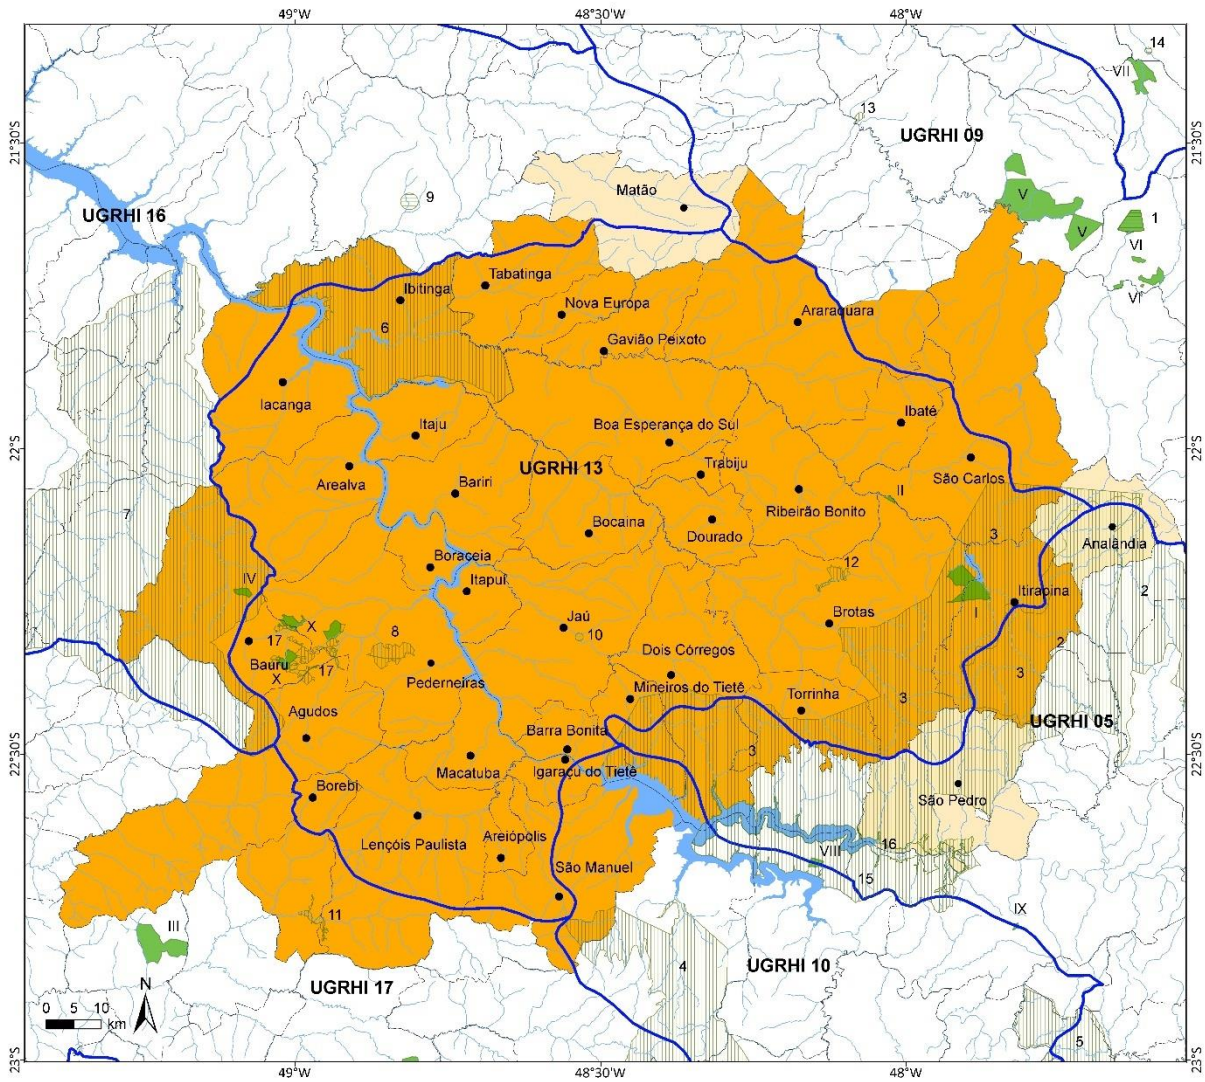 49°W
48°30'W
48°W
14
VII
13
21°30'S
UGRHI 09
21°30'S
Matão
9
V
UGRHI 16
1
V
VI
Tabatinga
VI
Ibitinga
Nova Europa
Araraquara
6
Gavião Peixoto
Iacanga
Ibaté
Itaju
Boa Esperança do Sul
22°S
22°S
UGRHI 13
Trabiju
São Carlos
Arealva
Bariri
II
7
Ribeirão Bonito
Bocaina
Dourado
3
Analândia
Boraceia
12
IV
Itapuí
Itirapina
2
I
Jaú
10
Brotas
X
17
8
2
Bauru
17
Dois Córregos
3
X
Pederneiras
Mineiros do Tietê
Torrinha
3
Agudos
UGRHI 05
Barra Bonita
3
22°30'S
22°30'S
Macatuba
Igaraçu do Tietê
Borebi
São Pedro
Lençóis Paulista
Areiópolis
16
VIII
São Manuel
15
11
IX
III
4
UGRHI 10
N
UGRHI 17
0 5 10
km
5
23°S
23°S
49°W
48°30'W
48°W